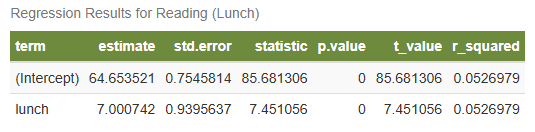 Regression Results for Reading (Lunch)
term estimate std.error statistic p.value t_value r_squared
(Intercept) 64.653521 0.7545814 85.681306 0 85.681306 0.0526979
lunch 7.000742 0.9395637 7.451056 0 7.451056 0.0526979